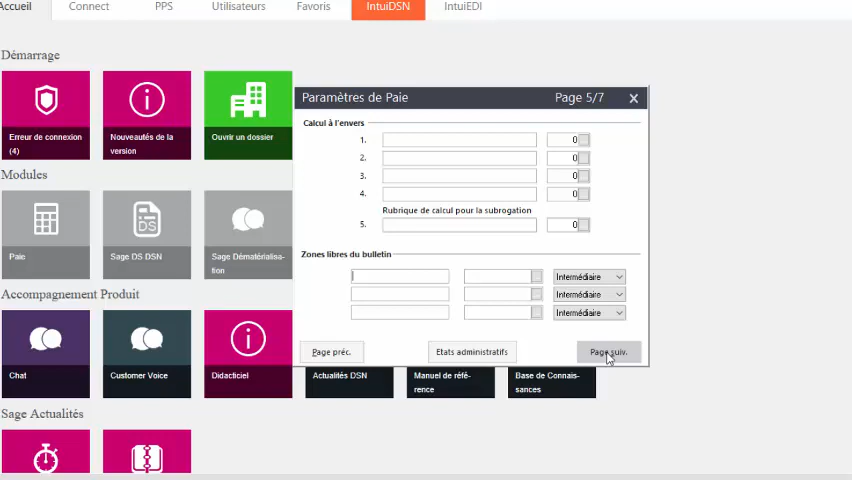 Accueil
Connect
PPS
Utilisateurs
Favoris
IntuiDSN
IntuiEDI
Démarrage
Erreur de connexion
(4)
Nouveautés de la
version
Ouvrir un dossier
Modules
Paie
Sage DS DSN
Sage Dématérialisa-
tion
Accompagnement Produit
Chat
Customer Voice
Didacticiel
Actualités DSN
Manuel de réfé-
rence
Base de Connais-
sances
Sage Actualités
Paramètres de Paie
Page 5/7
X
Calcul à l'envers
1. 0
2. 0
3. 0
4. 0
Rubrique de calcul pour la subrogation
5. 0
Zones libres du bulletin
Intermédiaire
Intermédiaire
Intermédiaire
Page préc.
Etats administratifs
Page suiv.